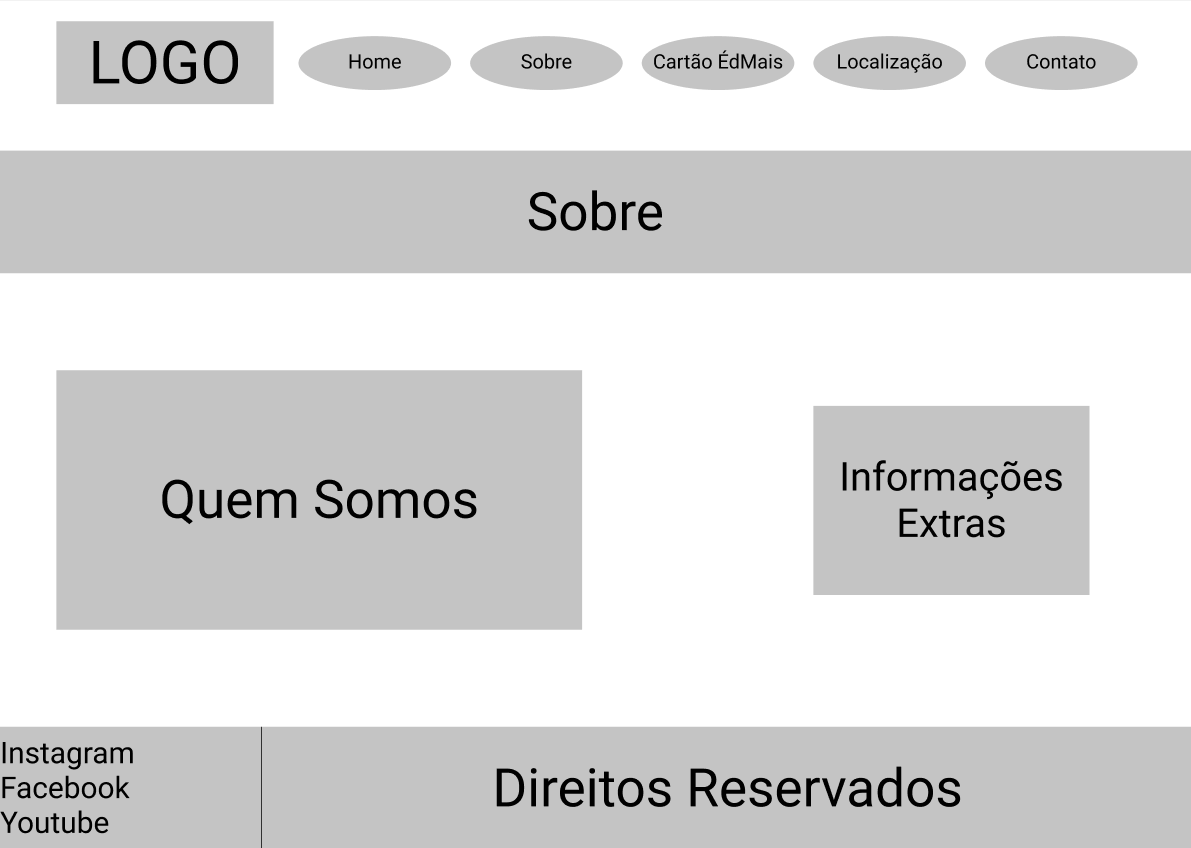 LOGO
Home
Sobre
Cartão ÉdMais
Localização
Contato
Sobre
Quem Somos
Informações
Extras
Instagram
Facebook
Youtube
Direitos Reservados